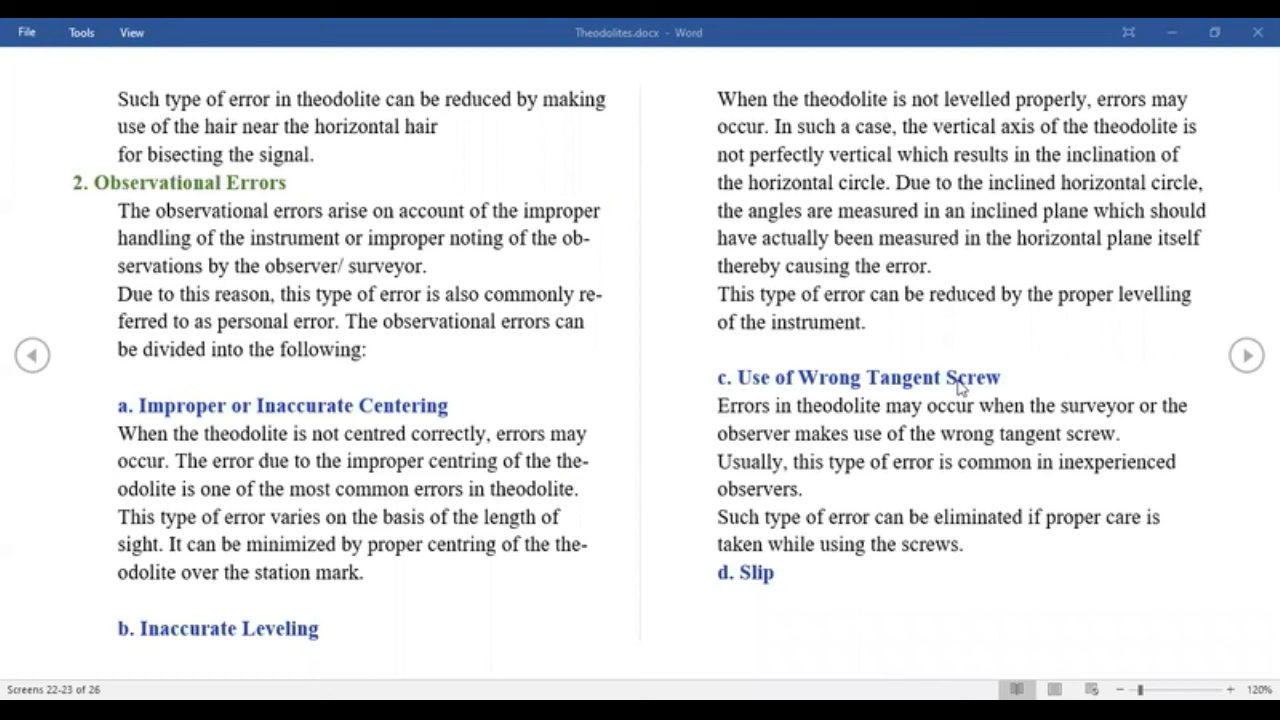 File Tools View Theodolites.docx - Word
Such type of error in theodolite can be reduced by making
use of the hair near the horizontal hair
for bisecting the signal.
2. Observational Errors
The observational errors arise on account of the improper
handling of the instrument or improper noting of the ob-
servations by the observer/ surveyor.
Due to this reason, this type of error is also commonly re-
ferred to as personal error. The observational errors can
be divided into the following:
a. Improper or Inaccurate Centering
When the theodolite is not centred correctly, errors may
occur. The error due to the improper centring of the the-
odolite is one of the most common errors in theodolite.
This type of error varies on the basis of the length of
sight. It can be minimized by proper centring of the the-
odolite over the station mark.
b. Inaccurate Leveling
When the theodolite is not levelled properly, errors may
occur. In such a case, the vertical axis of the theodolite is
not perfectly vertical which results in the inclination of
the horizontal circle. Due to the inclined horizontal circle,
the angles are measured in an inclined plane which should
have actually been measured in the horizontal plane itself
thereby causing the error.
This type of error can be reduced by the proper levelling
of the instrument.
c. Use of Wrong Tangent Screw
Errors in theodolite may occur when the surveyor or the
observer makes use of the wrong tangent screw.
Usually, this type of error is common in inexperienced
observers.
Such type of error can be eliminated if proper care is
taken while using the screws.
d. Slip
Screens 22-23 of 26 120%